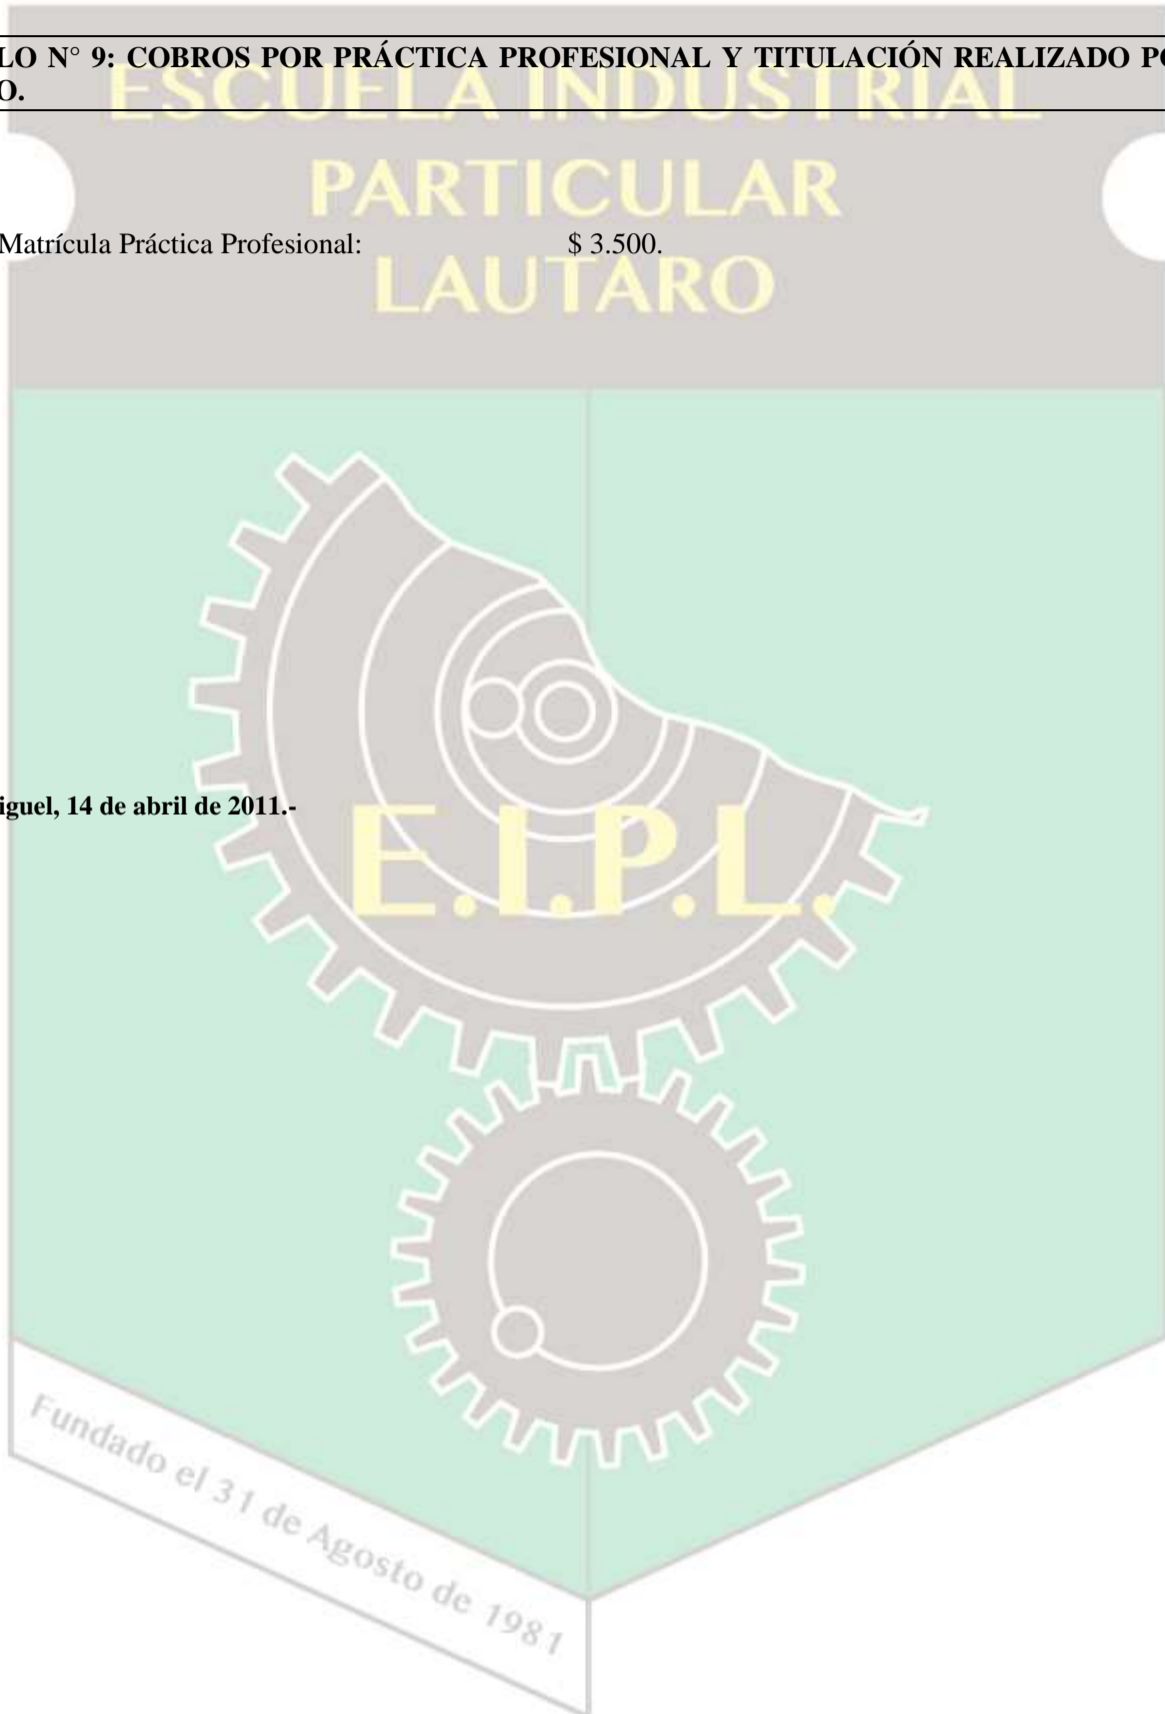 LO N° 9: COBROS POR PRÁCTICA PROFESIONAL Y TITULACIÓN REALIZADO PO
O.
ESCUELA INDUSTRIAL
PARTICULAR
Matrícula Práctica Profesional: $ 3.500.
LAUTARO
iguel, 14 de abril de 2011.-
E.I.P.L.
Fundado el 31 de Agosto de 1981